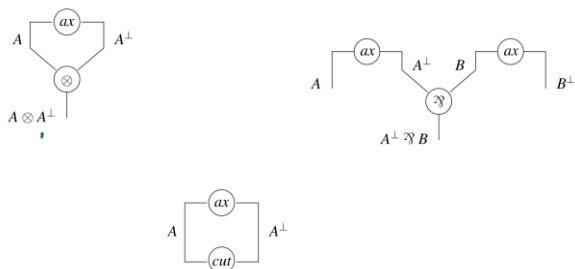 ax
A A⊥
⊗
A ⊗ A⊥
,
ax ax
A A⊥ B B⊥
⅋
A⊥ ⅋ B
ax
A A⊥
cut